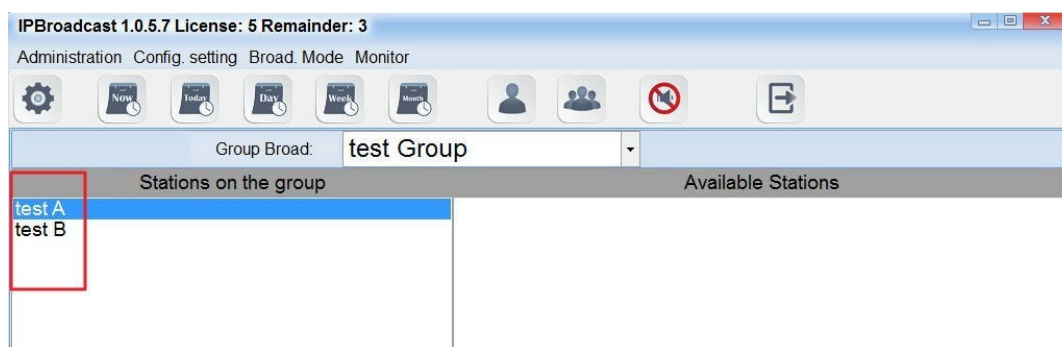 IPBroadcast 1.0.5.7 License: 5 Remainder: 3
Administration Config. setting Broad. Mode Monitor
Now Today Day Week Month
Group Broad: test Group
Stations on the group Available Stations
test A
test B